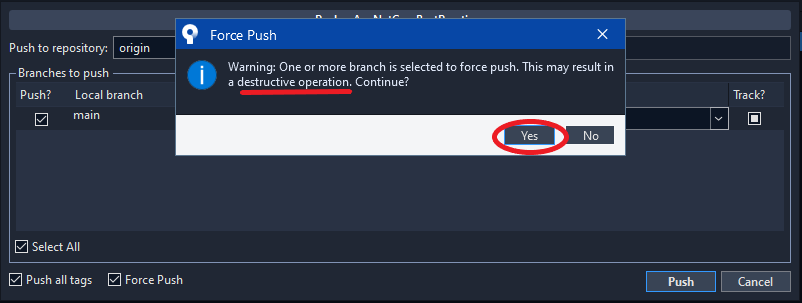 Force Push
Push to repository:
origin
Warning: One or more branch is selected to force push. This may result in
a destructive operation. Continue?
Branches to push
Push?
Local branch
Track?
main
Yes
No
Select All
Push all tags
Force Push
Push
Cancel